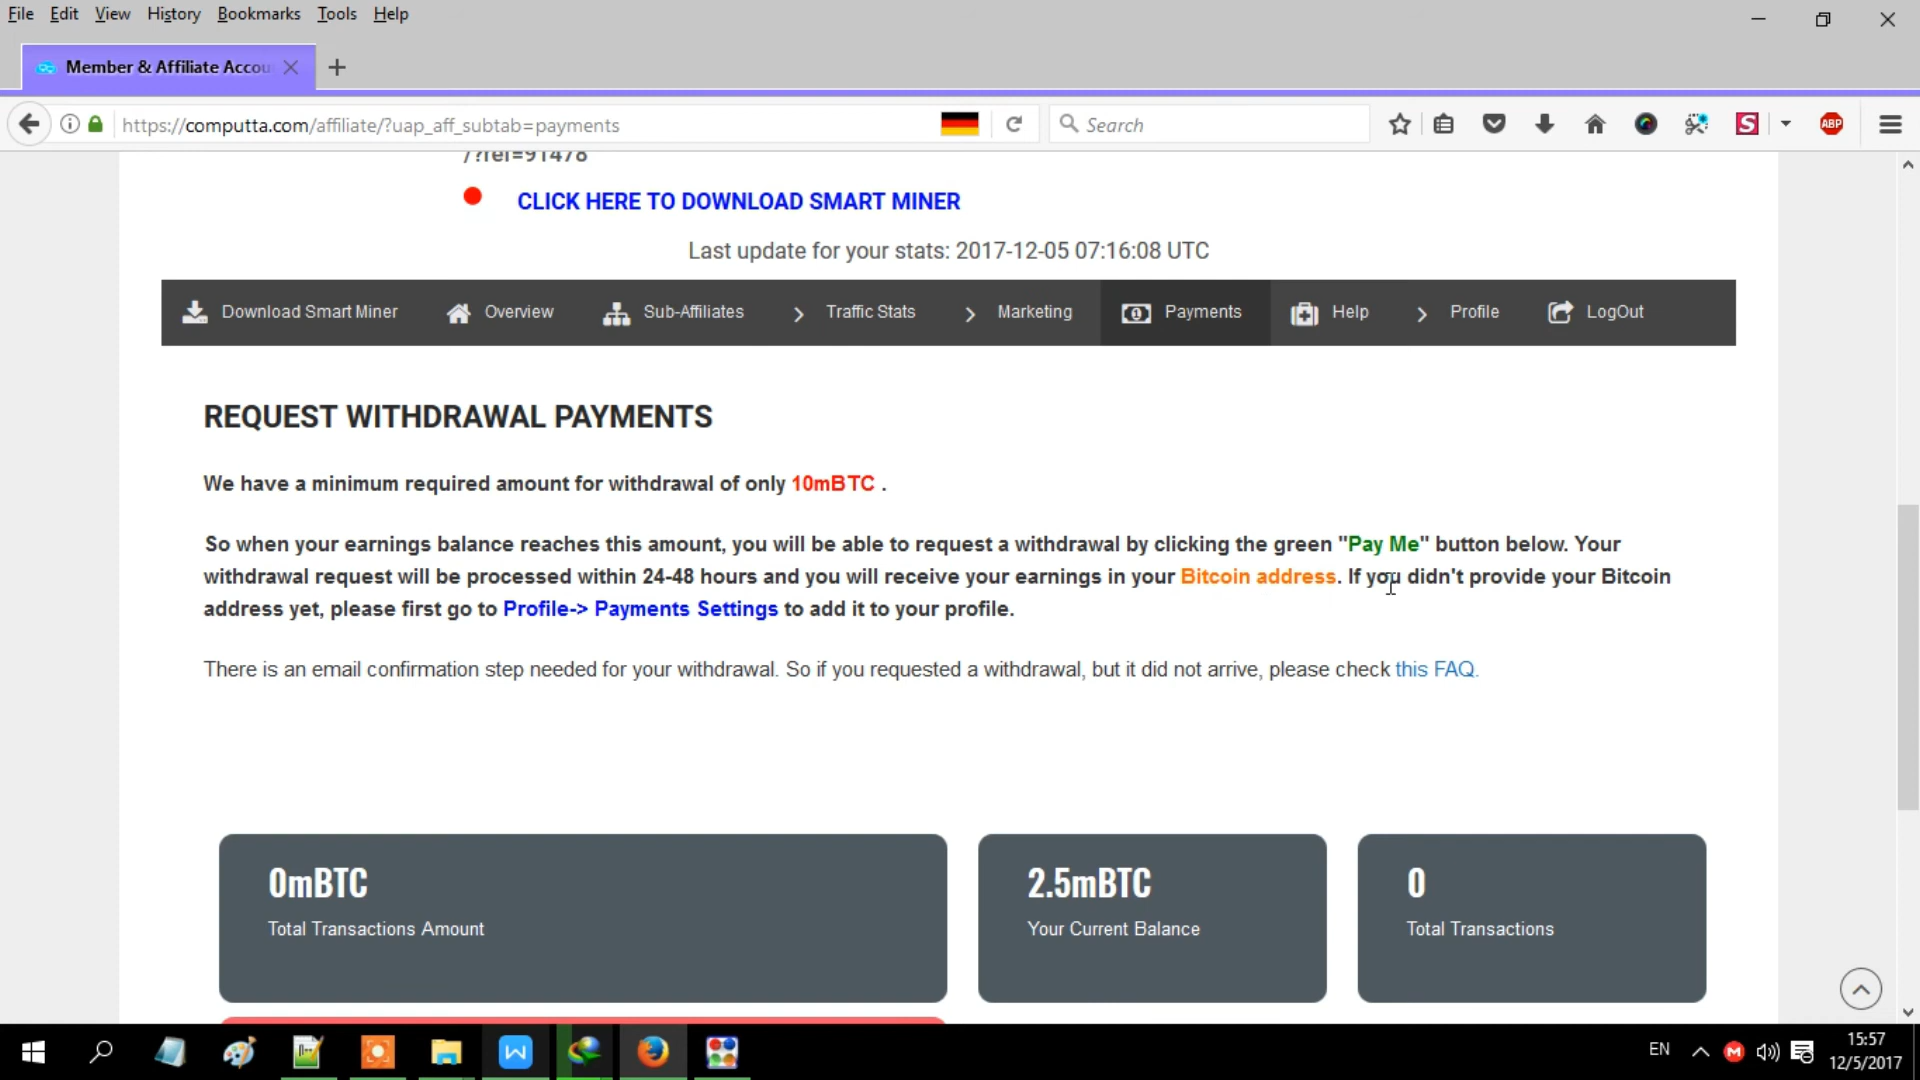 File Edit View History Bookmarks Tools Help
Member & Affiliate Accou
https://computta.com/affiliate/?uap_aff_subtab=payments
Search
ABP
/?ref=91478
CLICK HERE TO DOWNLOAD SMART MINER
Last update for your stats: 2017-12-05 07:16:08 UTC
Download Smart Miner Overview Sub-Affiliates Traffic Stats Marketing Payments Help Profile LogOut
REQUEST WITHDRAWAL PAYMENTS
We have a minimum required amount for withdrawal of only 10mBTC .
So when your earnings balance reaches this amount, you will be able to request a withdrawal by clicking the green "Pay Me" button below. Your
withdrawal request will be processed within 24-48 hours and you will receive your earnings in your Bitcoin address. If you didn't provide your Bitcoin
address yet, please first go to Profile-> Payments Settings to add it to your profile.
There is an email confirmation step needed for your withdrawal. So if you requested a withdrawal, but it did not arrive, please check this FAQ.
0mBTC
Total Transactions Amount
2.5mBTC
Your Current Balance
0
Total Transactions
EN
15:57
12/5/2017